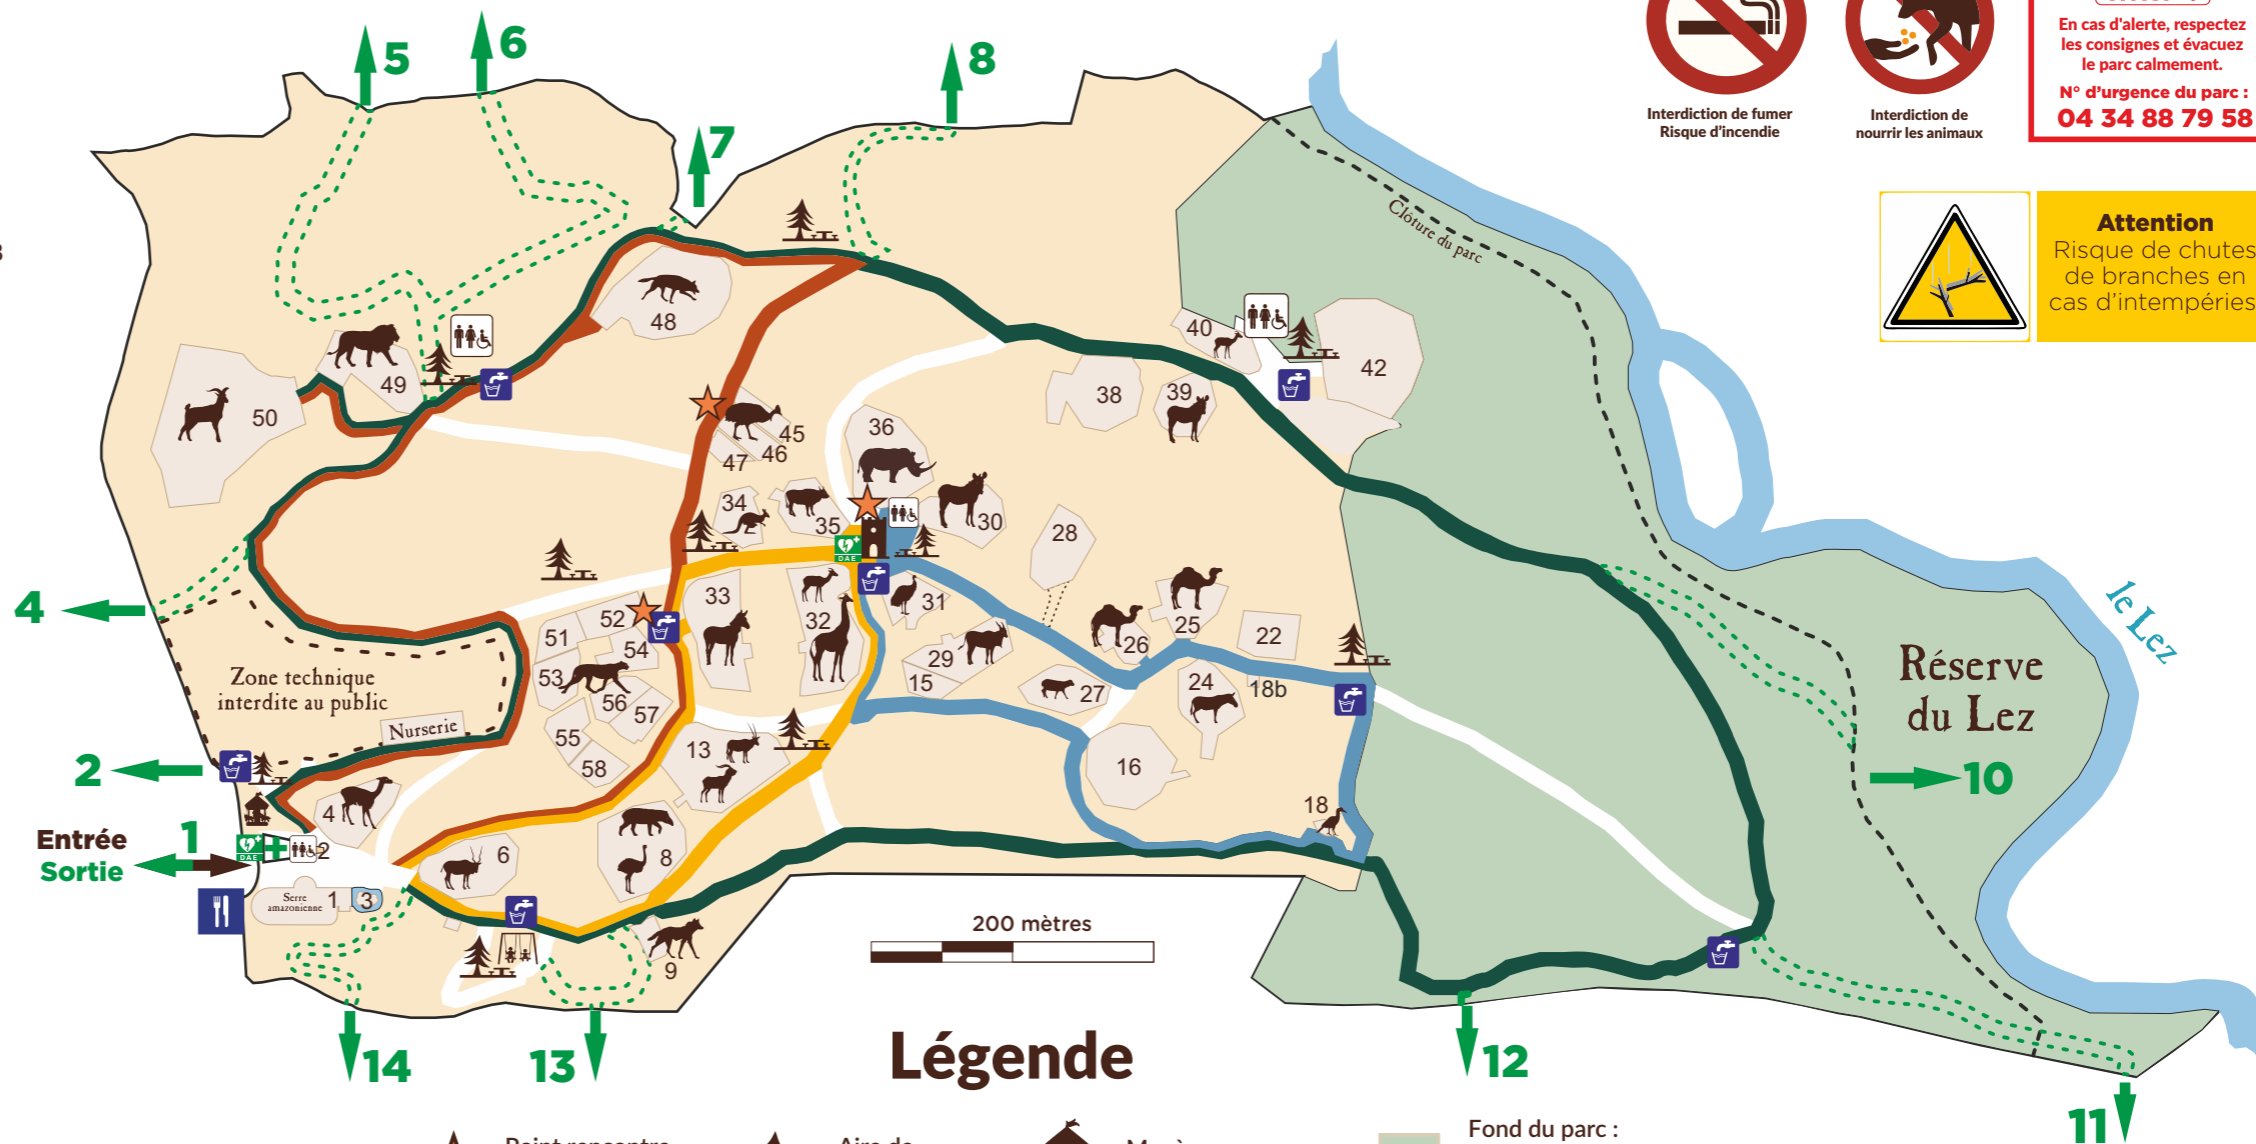 5
6
8
7
Interdiction de fumer
Risque d'incendie
Interdiction de
nourrir les animaux
En cas d'alerte, respectez
les consignes et évacuez
le parc calmement.
N° d'urgence du parc :
04 34 88 79 58
Attention
Risque de chutes
de branches en
cas d'intempéries
Clôture du parc
48
49
50
40
42
38
39
36
45
46
47
34
35
30
28
4
33
32
31
25
26
22
51
52
54
53
56
57
55
58
29
15
27
24
18b
Zone technique
interdite au public
Nurserie
13
16
18
le Lez
Réserve
du Lez
10
2
Entrée
Sortie
1
DAE
DAE
4
2
6
8
Serre
amazonienne
1
3
9
200 mètres
14
13
12
11
Légende
Point rencontre
Aire de
Fond du parc :